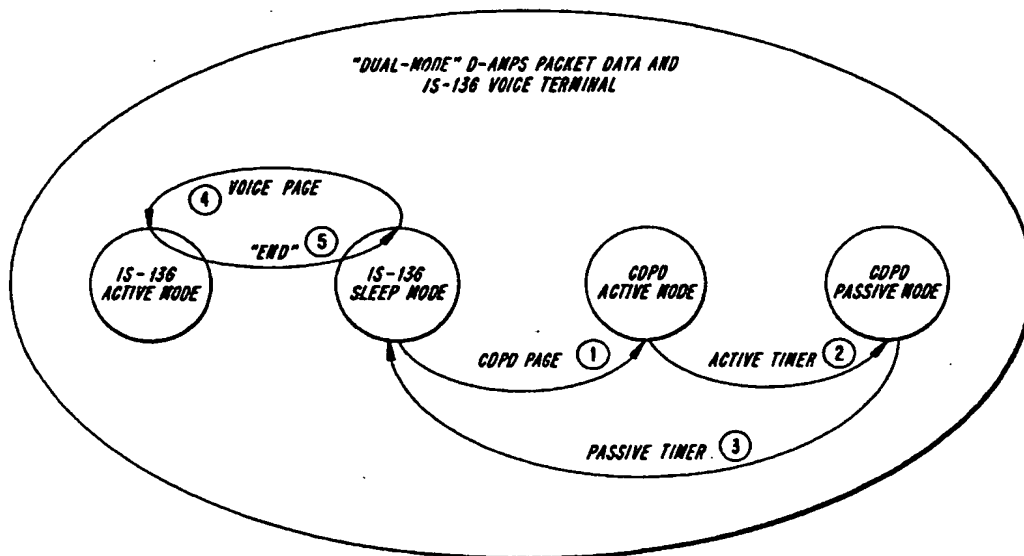 "DUAL-MODE" D-AMPS PACKET DATA AND
IS-136 VOICE TERMINAL
4 VOICE PAGE
"END" 5
IS-136
ACTIVE MODE
IS-136
SLEEP MODE
CDPD
ACTIVE MODE
CDPD
PASSIVE MODE
CDPD PAGE 1
ACTIVE TIMER 2
PASSIVE TIMER 3